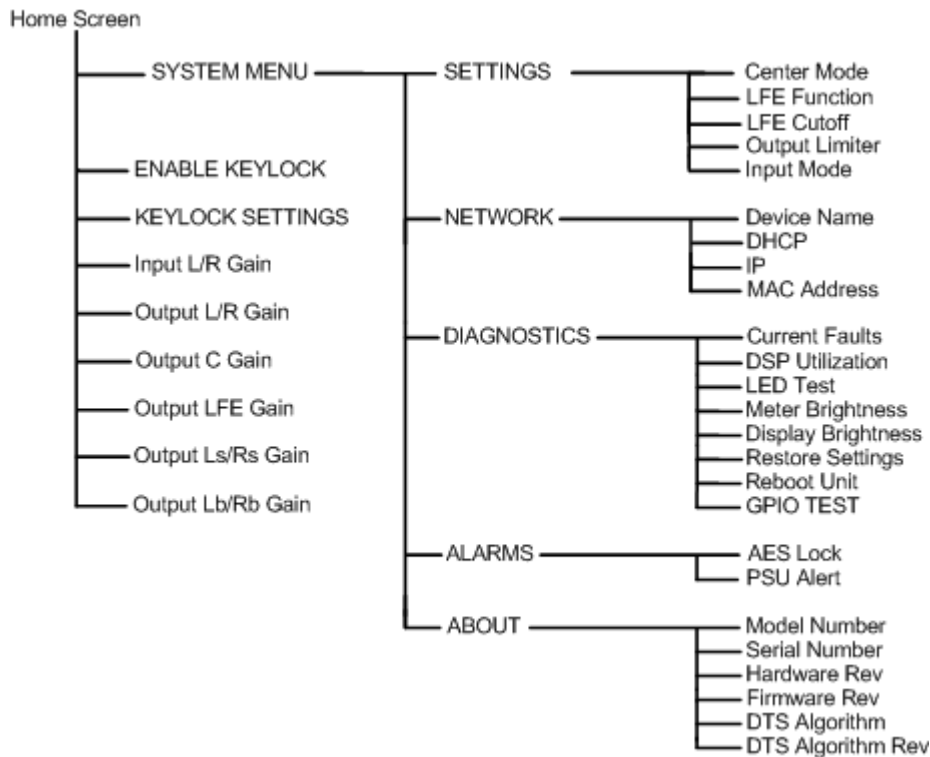 Home Screen
SYSTEM MENU
ENABLE KEYLOCK
KEYLOCK SETTINGS
Input L/R Gain
Output L/R Gain
Output C Gain
Output LFE Gain
Output Ls/Rs Gain
Output Lb/Rb Gain
SETTINGS
Center Mode
LFE Function
LFE Cutoff
Output Limiter
Input Mode
NETWORK
Device Name
DHCP
IP
MAC Address
DIAGNOSTICS
Current Faults
DSP Utilization
LED Test
Meter Brightness
Display Brightness
Restore Settings
Reboot Unit
GPIO TEST
ALARMS
AES Lock
PSU Alert
ABOUT
Model Number
Serial Number
Hardware Rev
Firmware Rev
DTS Algorithm
DTS Algorithm Rev